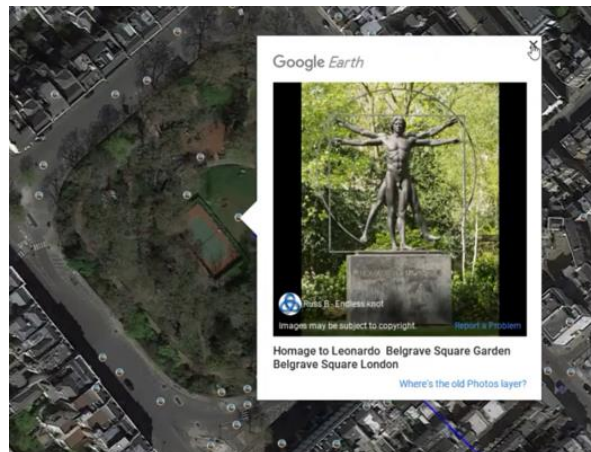 Google Earth
Russ B - Endless knot
Images may be subject to copyright.
Report a Problem
Homage to Leonardo Belgrave Square Garden
Belgrave Square London
Where's the old Photos layer?